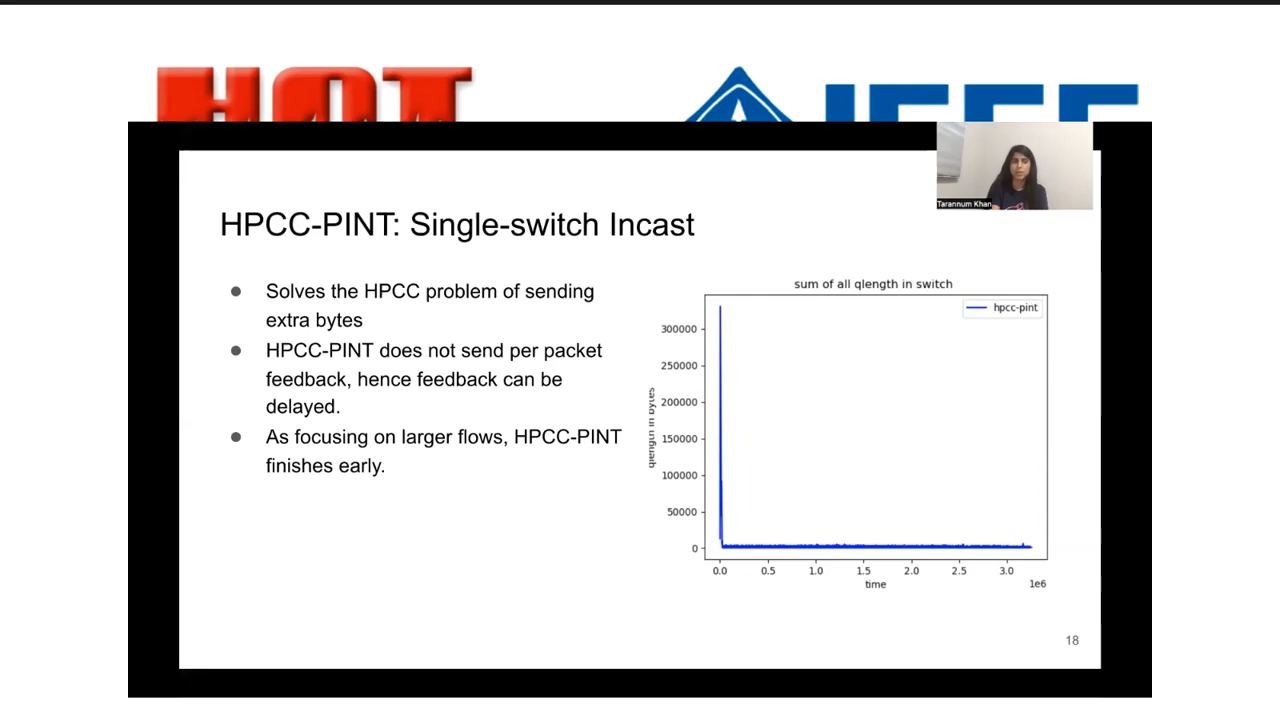 HOT
IEEE
Tarannum Khan
HPCC-PINT: Single-switch Incast
● Solves the HPCC problem of sending
extra bytes
● HPCC-PINT does not send per packet
feedback, hence feedback can be
delayed.
● As focusing on larger flows, HPCC-PINT
finishes early.
sum of all qlength in switch
hpcc-pint
300000
250000
200000
150000
100000
50000
0
qlength in bytes
0.0 0.5 1.0 1.5 2.0 2.5 3.0
1e6
time
18